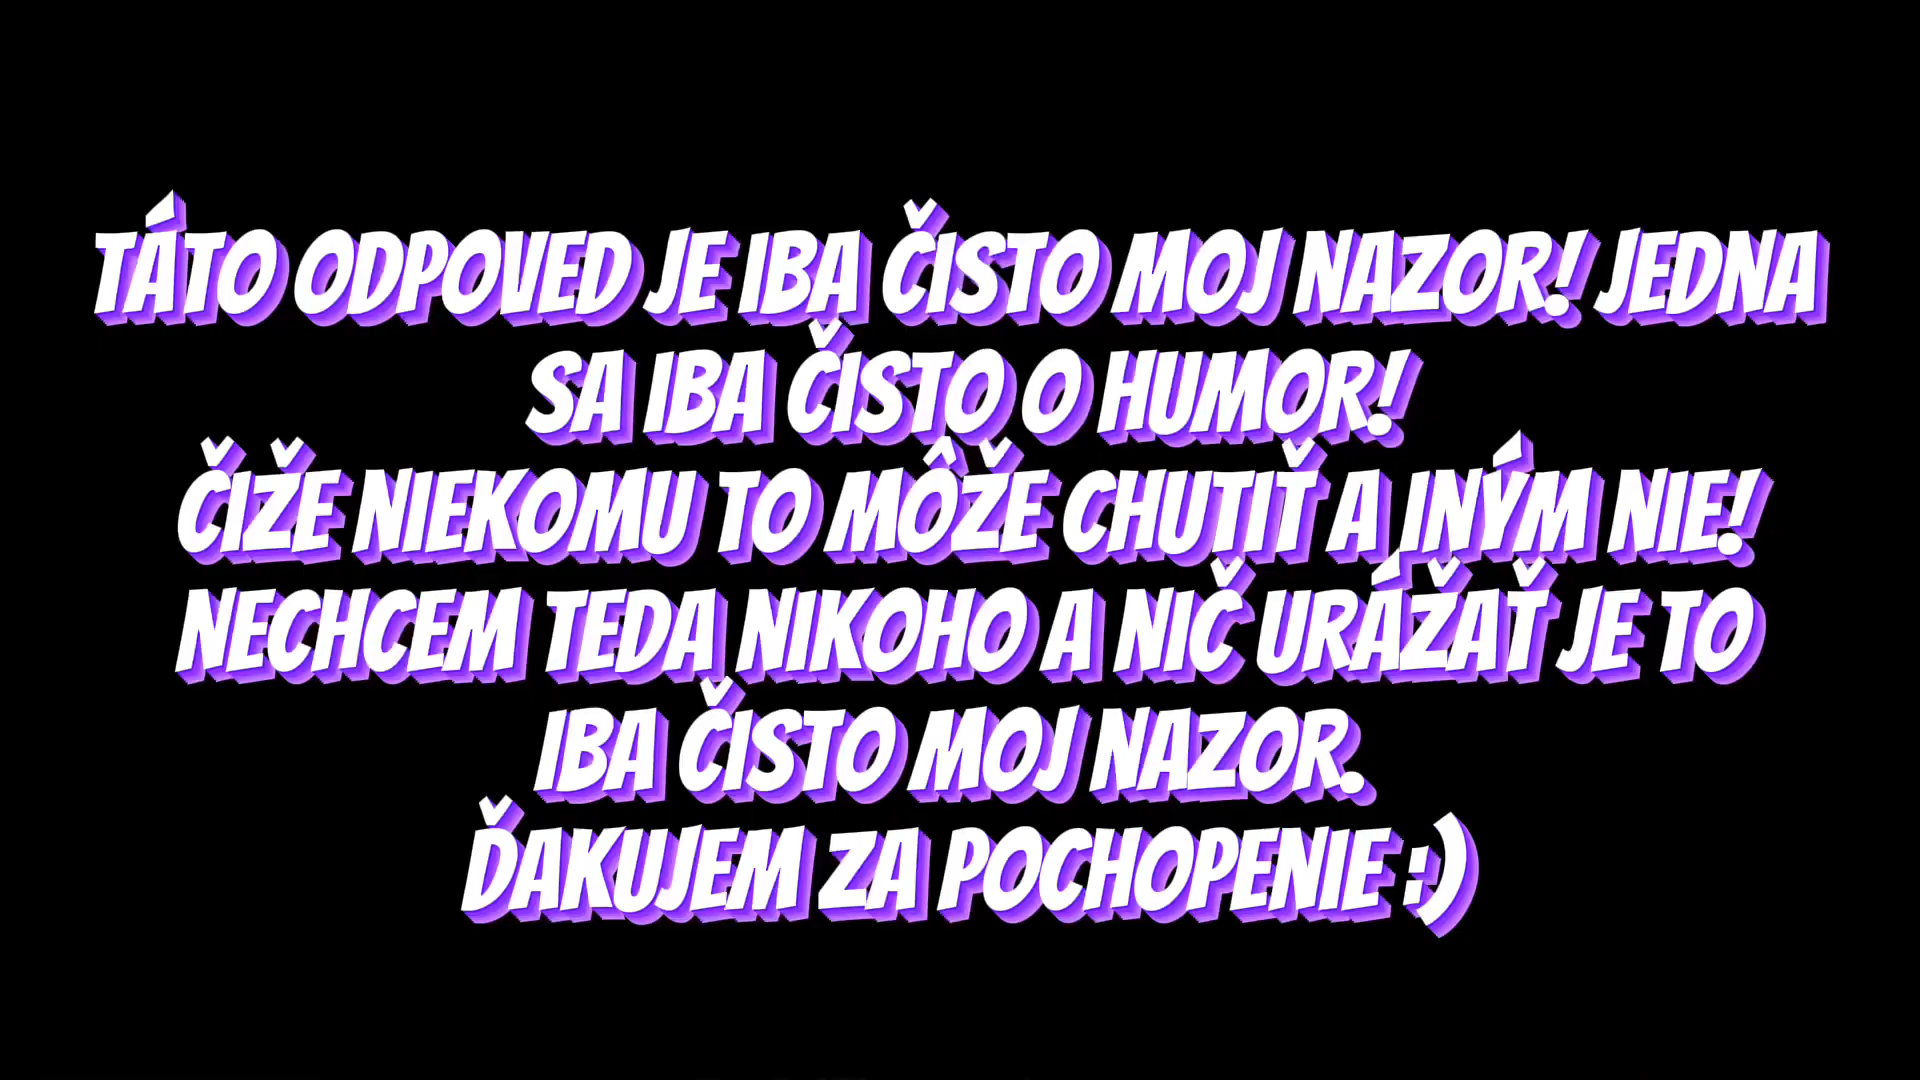 TÁTO ODPOVED JE IBA ČISTO MOJ NAZOR! JEDNA
SA IBA ČISTO O HUMOR!
ČIŽE NIEKOMU TO MÔŽE CHUTIŤ A INÝM NIE!
NECHCEM TEDA NIKOHO A NIČ URÁŽAŤ JE TO
IBA ČISTO MOJ NAZOR.
ĎAKUJEM ZA POCHOPENIE :)